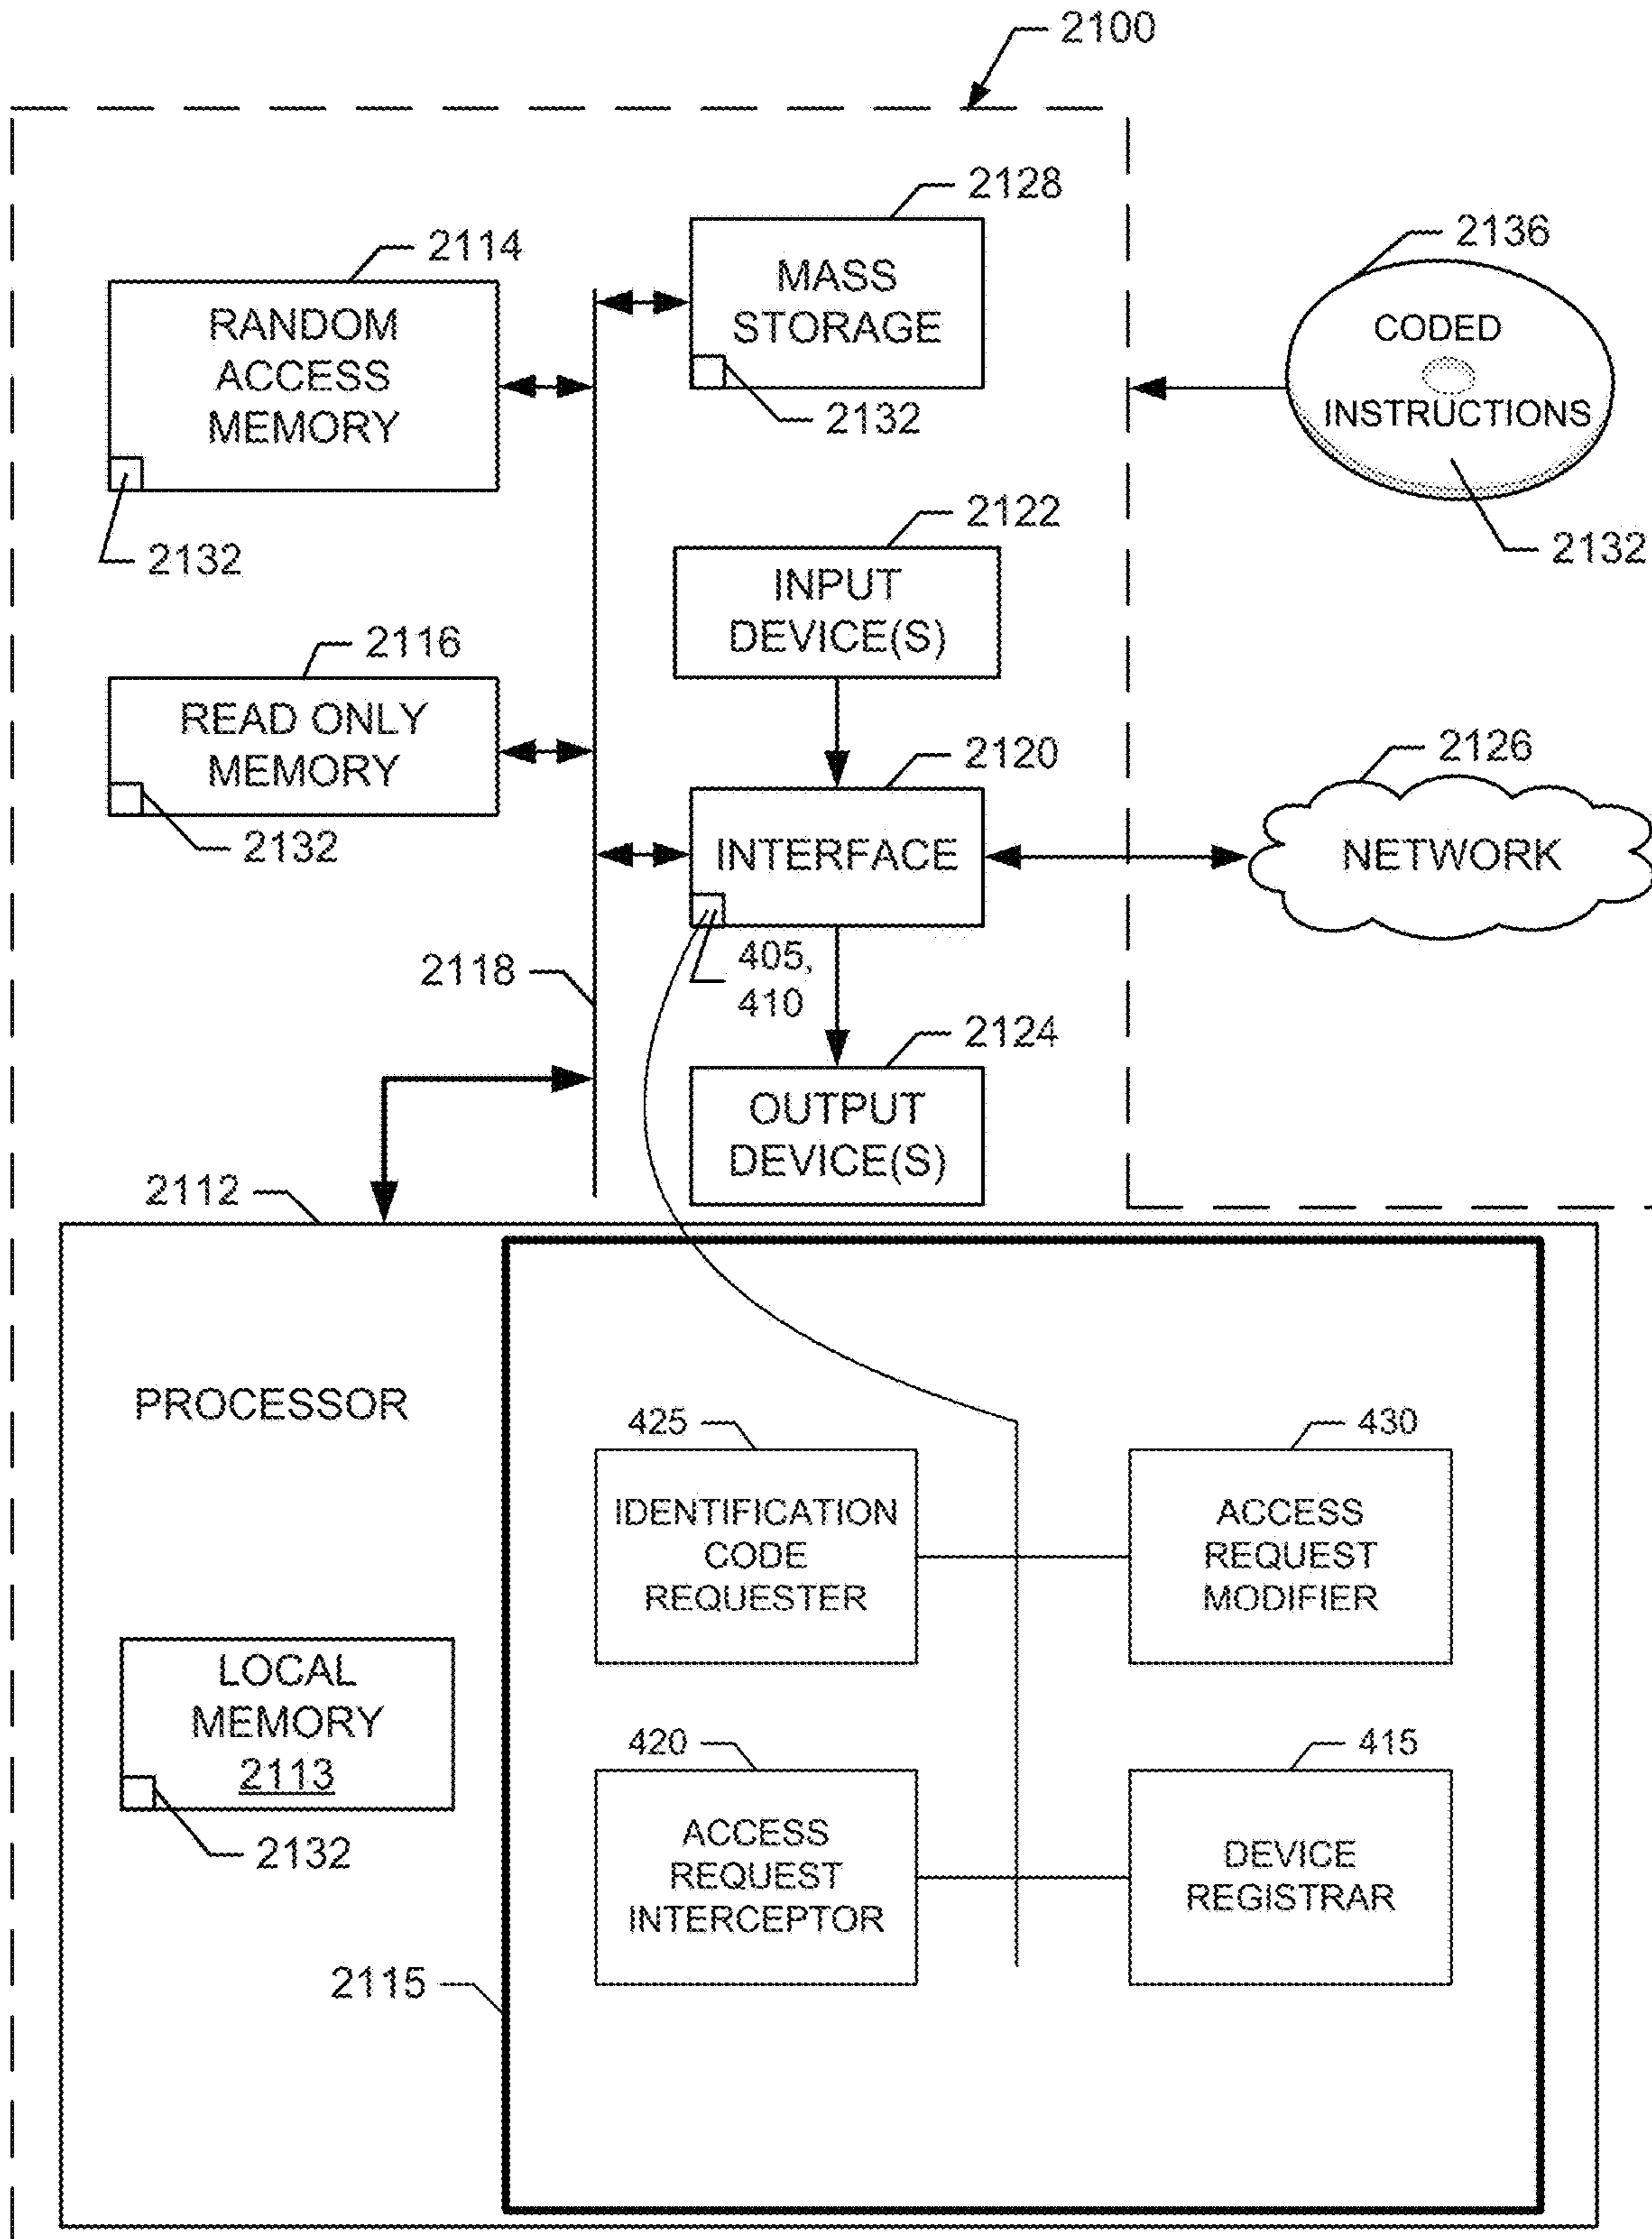 2100
2128
MASS
STORAGE
2132
2114
RANDOM
ACCESS
MEMORY
2132
2136
CODED
INSTRUCTIONS
2132
2122
INPUT
DEVICE(S)
2116
READ ONLY
MEMORY
2132
2120
INTERFACE
405,
410
2126
NETWORK
2118
2124
OUTPUT
DEVICE(S)
2112
PROCESSOR
LOCAL
MEMORY
2113
2132
425
IDENTIFICATION
CODE
REQUESTER
430
ACCESS
REQUEST
MODIFIER
420
ACCESS
REQUEST
INTERCEPTOR
415
DEVICE
REGISTRAR
2115